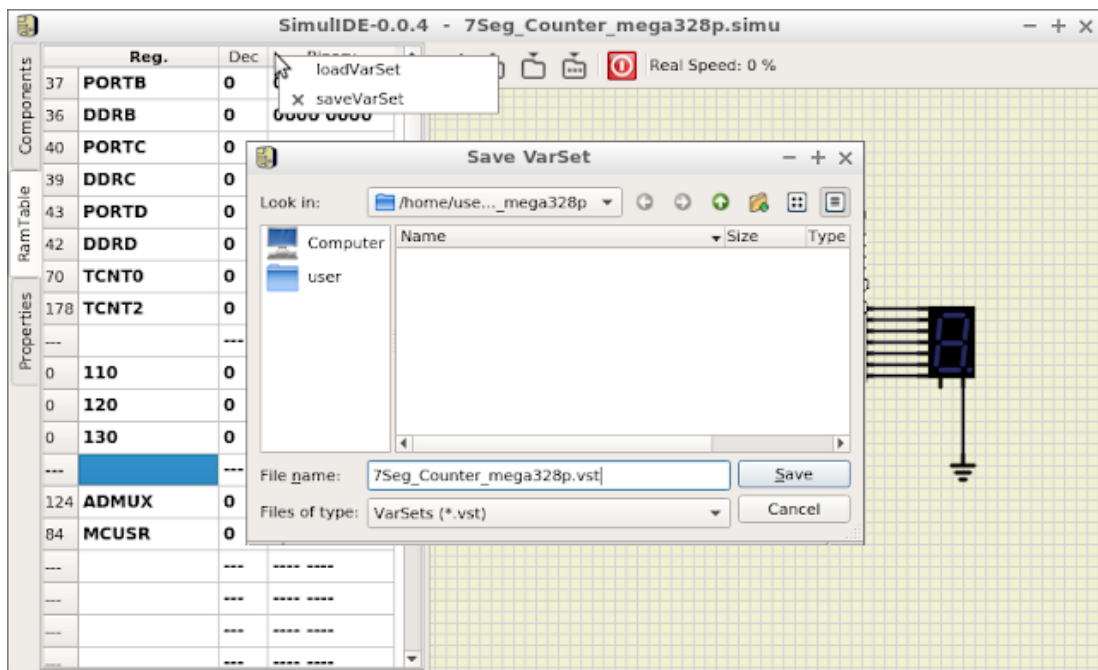 SimulIDE-0.0.4 - 7Seg_Counter_mega328p.simu
Components
RamTable
Properties
Reg. Dec
loadVarSet
saveVarSet
Real Speed: 0 %
37 PORTB 0
36 DDRB 0 0000 0000
40 PORTC 0
39 DDRC 0
43 PORTD 0
42 DDRD 0
70 TCNT0 0
178 TCNT2 0
--- ---
0 110 0
0 120 0
0 130 0
--- ---
124 ADMUX 0
84 MCUSR 0
--- --- ---- ----
--- --- ---- ----
--- --- ---- ----
--- --- ---- ----
Save VarSet
Look in: /home/use..._mega328p
Computer
user
Name Size Type
File name: 7Seg_Counter_mega328p.vst Save
Files of type: VarSets (*.vst) Cancel